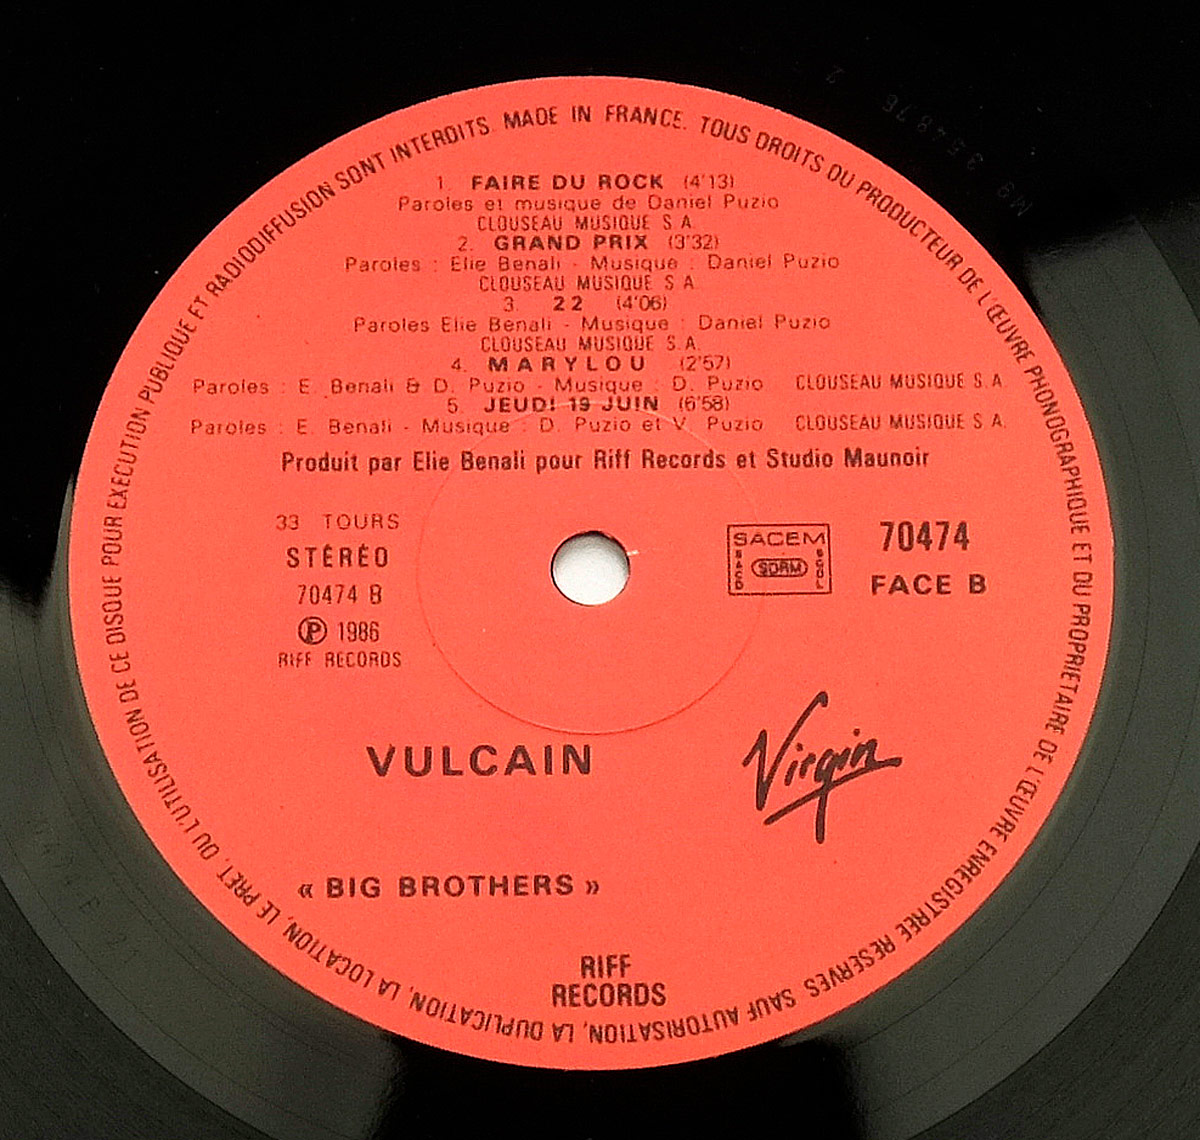 MADE IN FRANCE. TOUS DROITS DU PRODUCTEUR DE L'ŒUVRE PHONOGRAPHIQUE ET DU PROPRIETAIRE DE L'ŒUVRE ENREGISTREE RESERVES. SAUF AUTORISATION, LA DUPLICATION, LA LOCATION, LE PRET, OU L'UTILISATION DE CE DISQUE POUR EXECUTION PUBLIQUE ET RADIODIFFUSION SONT INTERDITS.
1. FAIRE DU ROCK (4'13)
Paroles et musique de Daniel Puzio
CLOUSEAU MUSIQUE S.A.
2. GRAND PRIX (3'32)
Paroles : Elie Benali - Musique : Daniel Puzio
CLOUSEAU MUSIQUE S.A.
3. 22 (4'06)
Paroles Elie Benali - Musique : Daniel Puzio
CLOUSEAU MUSIQUE S.A.
4. MARYLOU (2'57)
Paroles : E. Benali & D. Puzio - Musique : D. Puzio CLOUSEAU MUSIQUE S.A.
5. JEUDI 19 JUIN (6'58)
Paroles : E. Benali - Musique : D. Puzio et V. Puzio CLOUSEAU MUSIQUE S.A.
Produit par Elie Benali pour Riff Records et Studio Maunoir
33 TOURS
STÉRÉO
70474 B
℗ 1986
RIFF RECORDS
SACEM
SACD SDRM SGDL
70474
FACE B
VULCAIN
Virgin
« BIG BROTHERS »
RIFF
RECORDS